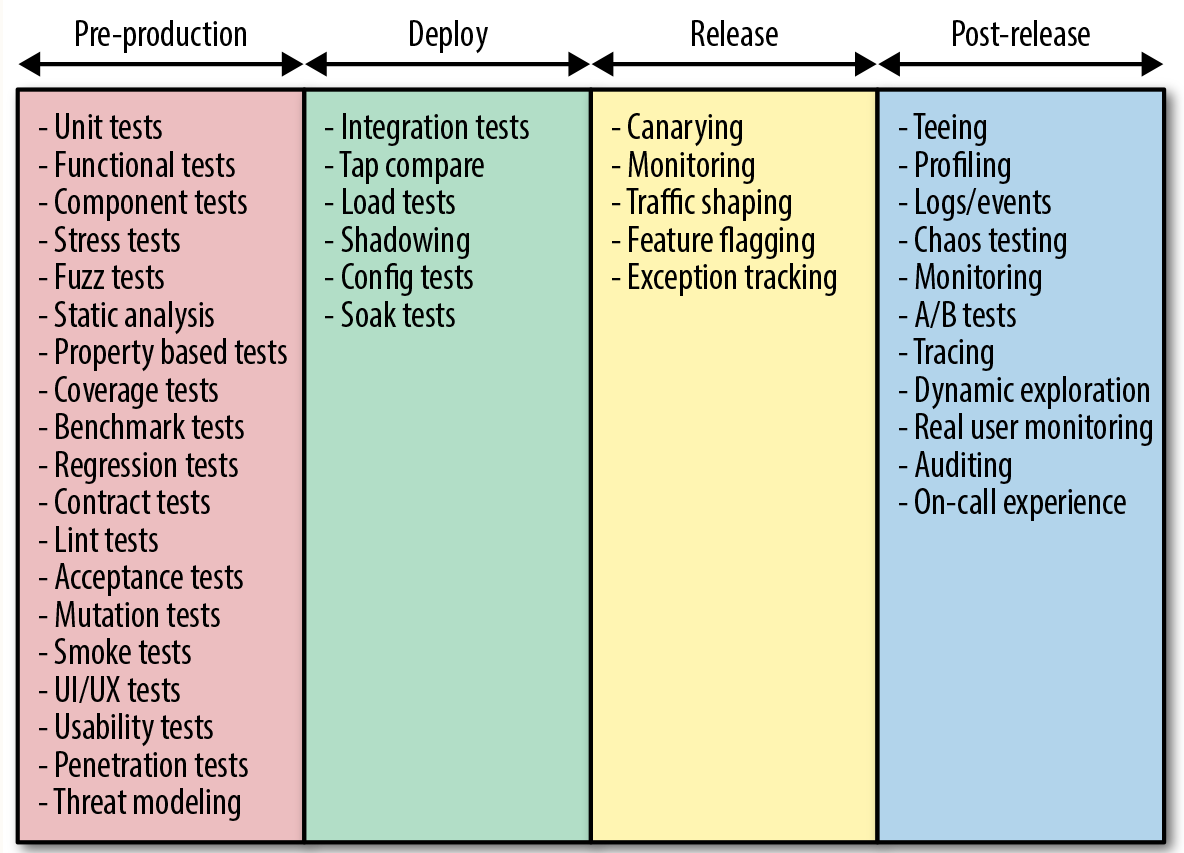 Pre-production
Deploy
Release
Post-release
- Unit tests
- Functional tests
- Component tests
- Stress tests
- Fuzz tests
- Static analysis
- Property based tests
- Coverage tests
- Benchmark tests
- Regression tests
- Contract tests
- Lint tests
- Acceptance tests
- Mutation tests
- Smoke tests
- UI/UX tests
- Usability tests
- Penetration tests
- Threat modeling
- Integration tests
- Tap compare
- Load tests
- Shadowing
- Config tests
- Soak tests
- Canarying
- Monitoring
- Traffic shaping
- Feature flagging
- Exception tracking
- Teeing
- Profiling
- Logs/events
- Chaos testing
- Monitoring
- A/B tests
- Tracing
- Dynamic exploration
- Real user monitoring
- Auditing
- On-call experience